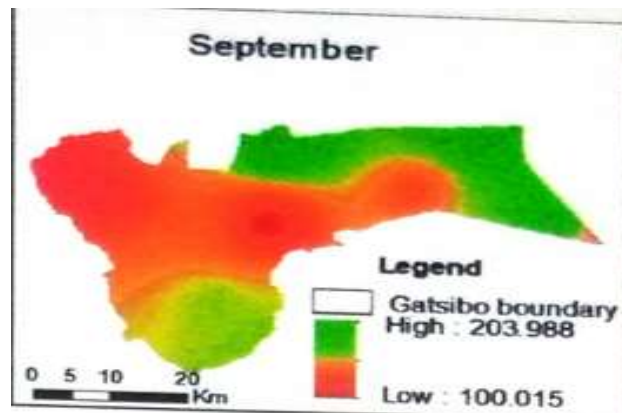 September
Legend
Gatsibo boundary
High : 203.988
Low : 100.015
0 5 10 20
Km